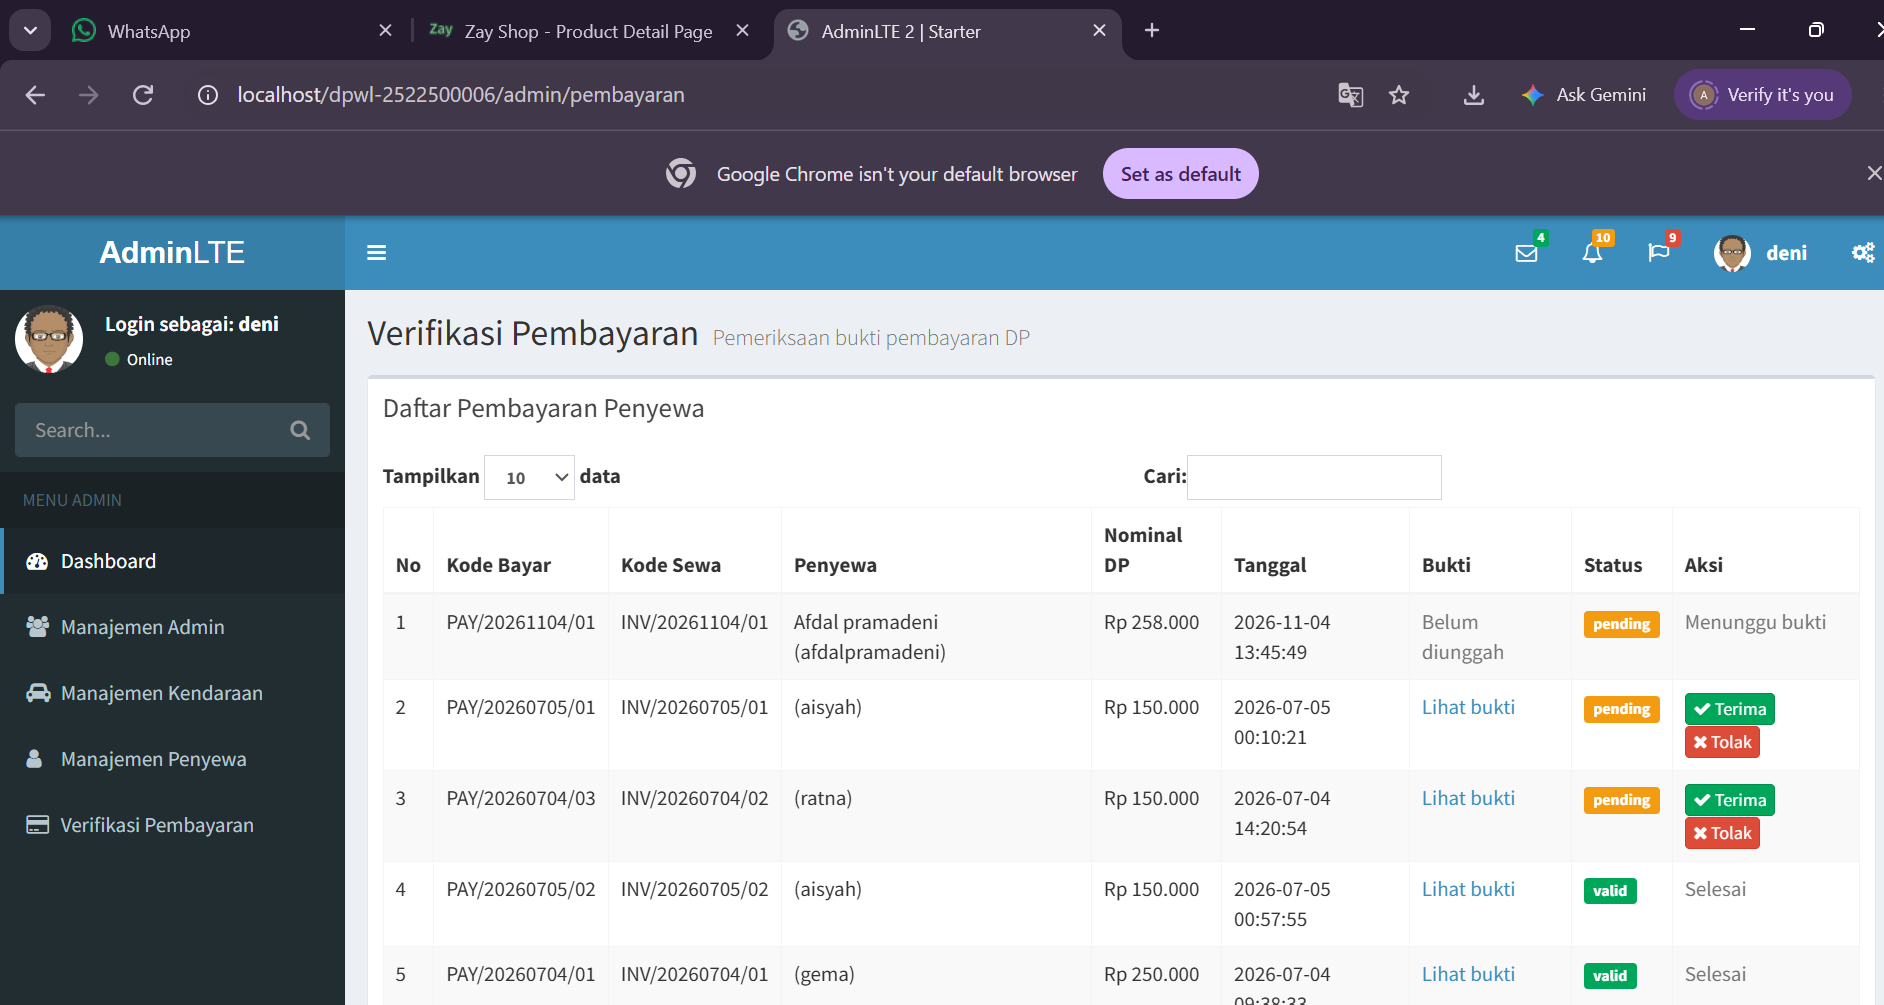 WhatsApp
Zay Zay Shop - Product Detail Page
AdminLTE 2 | Starter
localhost/dpwl-2522500006/admin/pembayaran
Ask Gemini
A Verify it's you
Google Chrome isn't your default browser Set as default
AdminLTE
4 10 9 deni
Login sebagai: deni
Online
Search...
MENU ADMIN
Dashboard
Manajemen Admin
Manajemen Kendaraan
Manajemen Penyewa
Verifikasi Pembayaran
Verifikasi Pembayaran Pemeriksaan bukti pembayaran DP
Daftar Pembayaran Penyewa
Tampilkan 10 data Cari:
No Kode Bayar Kode Sewa Penyewa Nominal DP Tanggal Bukti Status Aksi
1 PAY/20261104/01 INV/20261104/01 Afdal pramadeni Rp 258.000 2026-11-04 Belum pending Menunggu bukti
(afdalpramadeni) 13:45:49 diunggah
2 PAY/20260705/01 INV/20260705/01 (aisyah) Rp 150.000 2026-07-05 Lihat bukti pending Terima
00:10:21 Tolak
3 PAY/20260704/03 INV/20260704/02 (ratna) Rp 150.000 2026-07-04 Lihat bukti pending Terima
14:20:54 Tolak
4 PAY/20260705/02 INV/20260705/02 (aisyah) Rp 150.000 2026-07-05 Lihat bukti valid Selesai
00:57:55
5 PAY/20260704/01 INV/20260704/01 (gema) Rp 250.000 2026-07-04 Lihat bukti valid Selesai
09:38:33